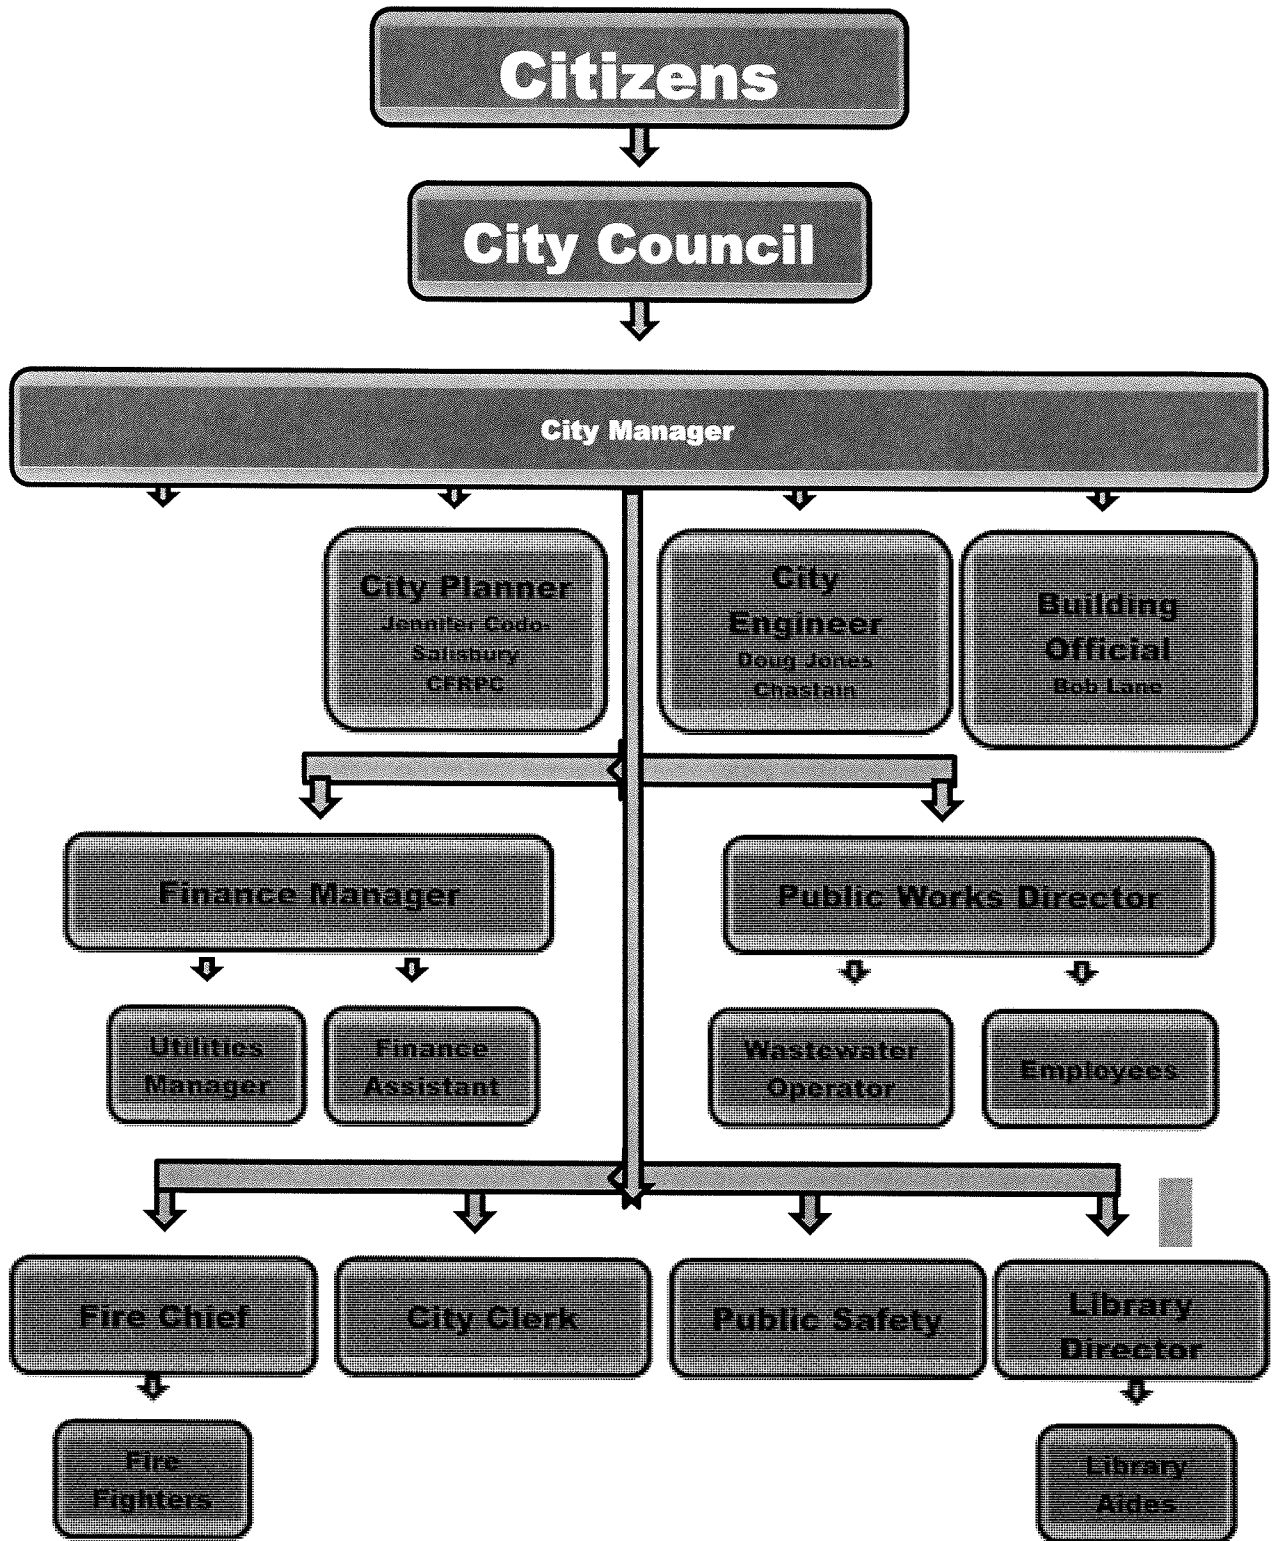 Citizens
City Council
City Manager
City Planner
Jennifer Codo-
Salisbury
CFRPC
City
Engineer
Doug Jones
Chastain
Building
Official
Bob Lane
Finance Manager
Public Works Director
Utilities
Manager
Finance
Assistant
Wastewater
Operator
Employees
Fire Chief
City Clerk
Public Safety
Library
Director
Fire
Fighters
Library
Aides